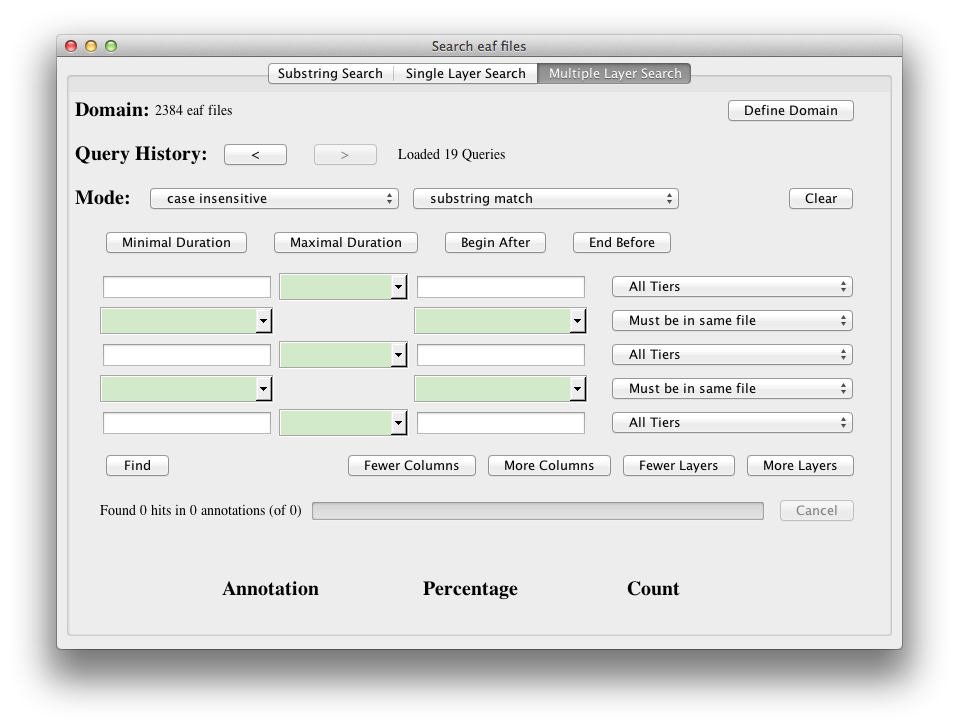 Search eaf files
Substring Search Single Layer Search Multiple Layer Search
Domain: 2384 eaf files Define Domain
Query History: < > Loaded 19 Queries
Mode: case insensitive substring match Clear
Minimal Duration Maximal Duration Begin After End Before
All Tiers
Must be in same file
All Tiers
Must be in same file
All Tiers
Find Fewer Columns More Columns Fewer Layers More Layers
Found 0 hits in 0 annotations (of 0) Cancel
Annotation Percentage Count